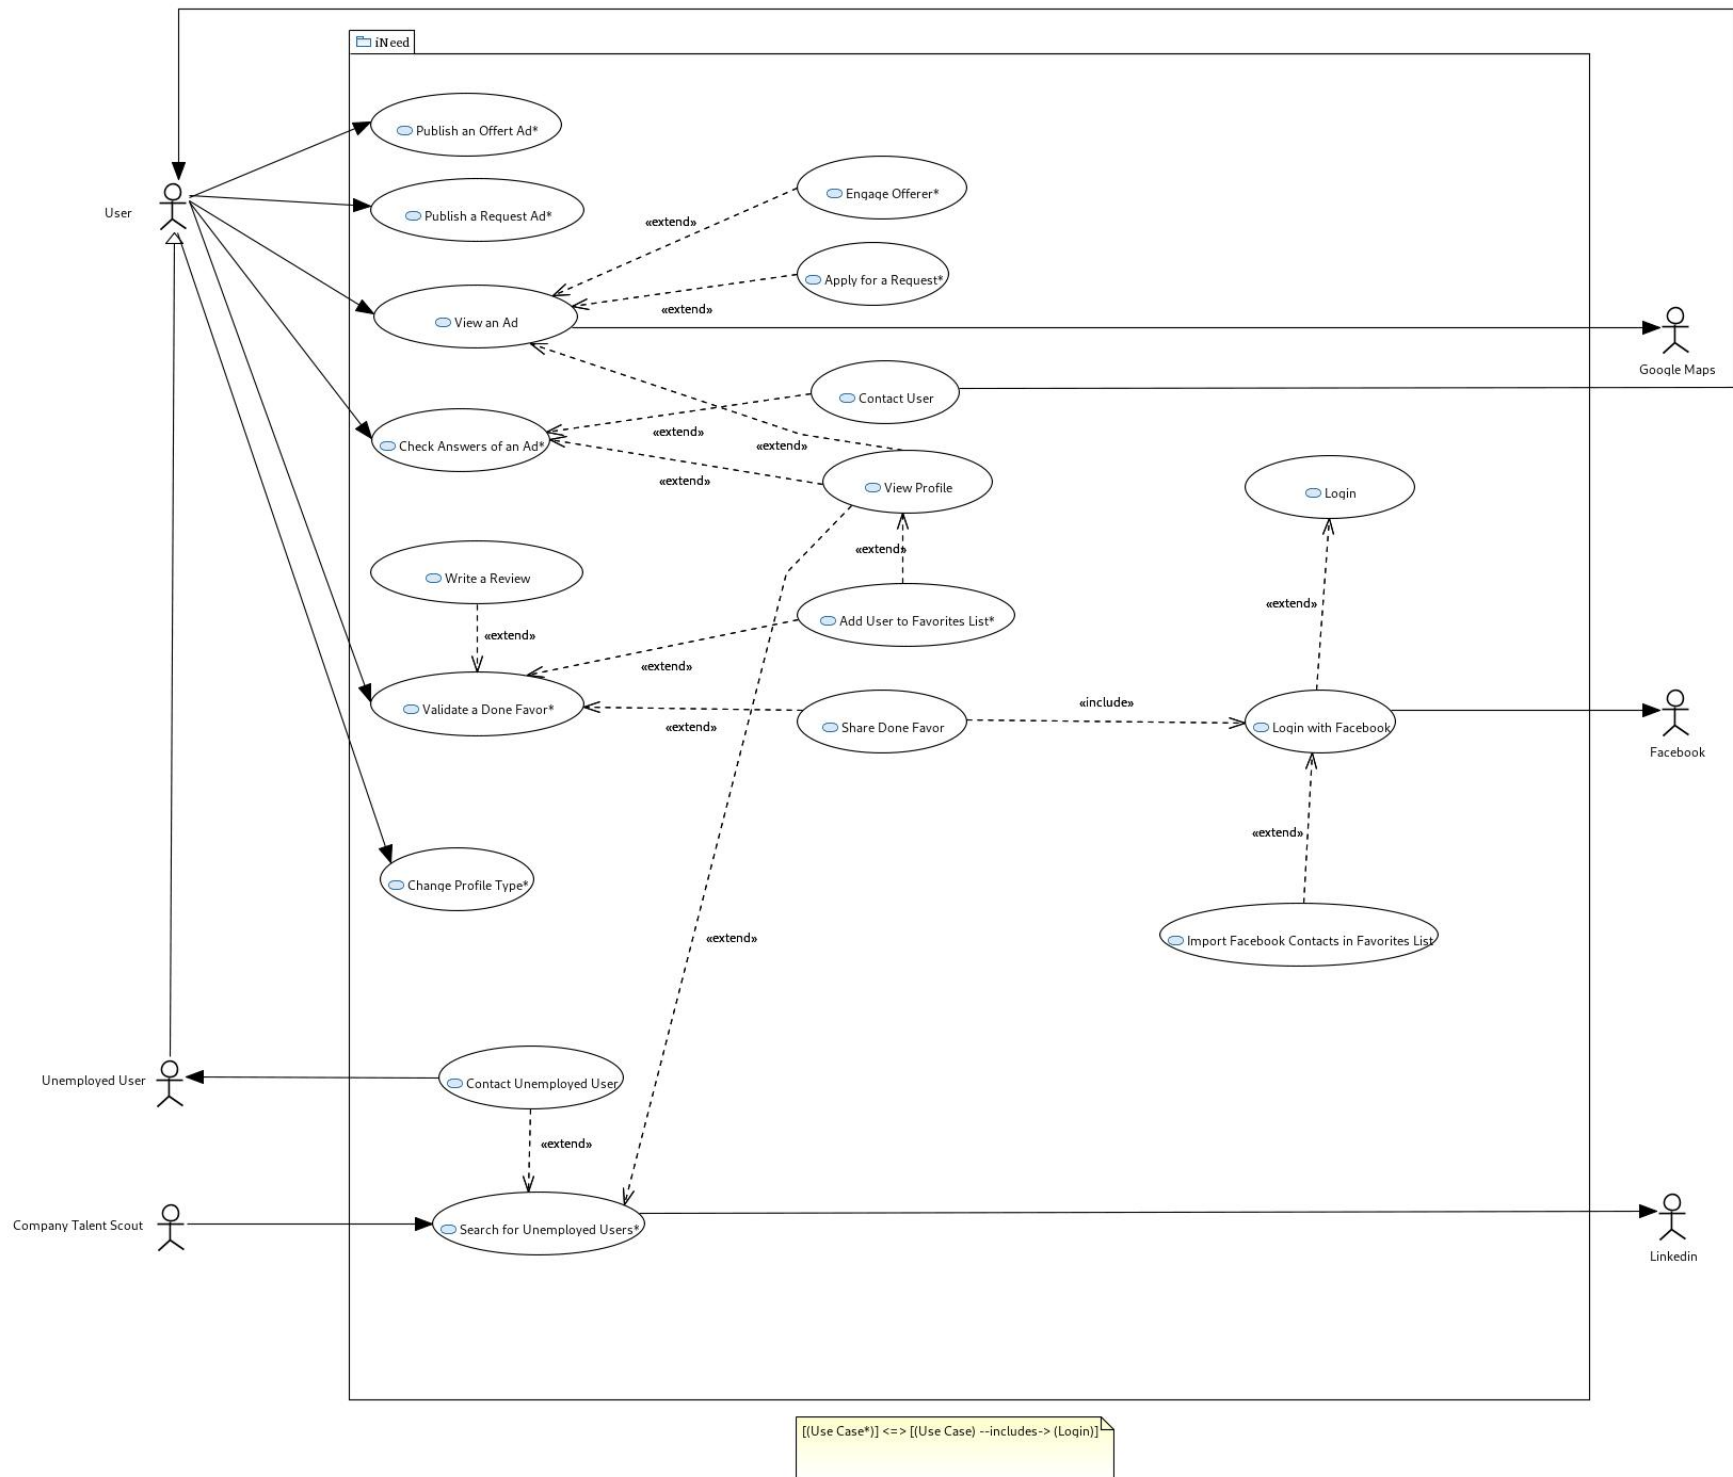 iNeed
Publish an Offert Ad*
Engage Offerer*
User
Publish a Request Ad*
«extend»
Apply for a Request*
«extend»
View an Ad
Google Maps
Contact User
«extend»
Check Answers of an Ad*
«extend»
«extend»
View Profile
Login
«extend»
Write a Review
«extend»
«extend»
Add User to Favorites List*
«extend»
Validate a Done Favor*
«include»
«extend»
Share Done Favor
Login with Facebook
Facebook
«extend»
Change Profile Type*
«extend»
Import Facebook Contacts in Favorites List
Unemployed User
Contact Unemployed User
«extend»
Company Talent Scout
Search for Unemployed Users*
Linkedin
[(Use Case*)] <=> [(Use Case) --includes-> (Login)]